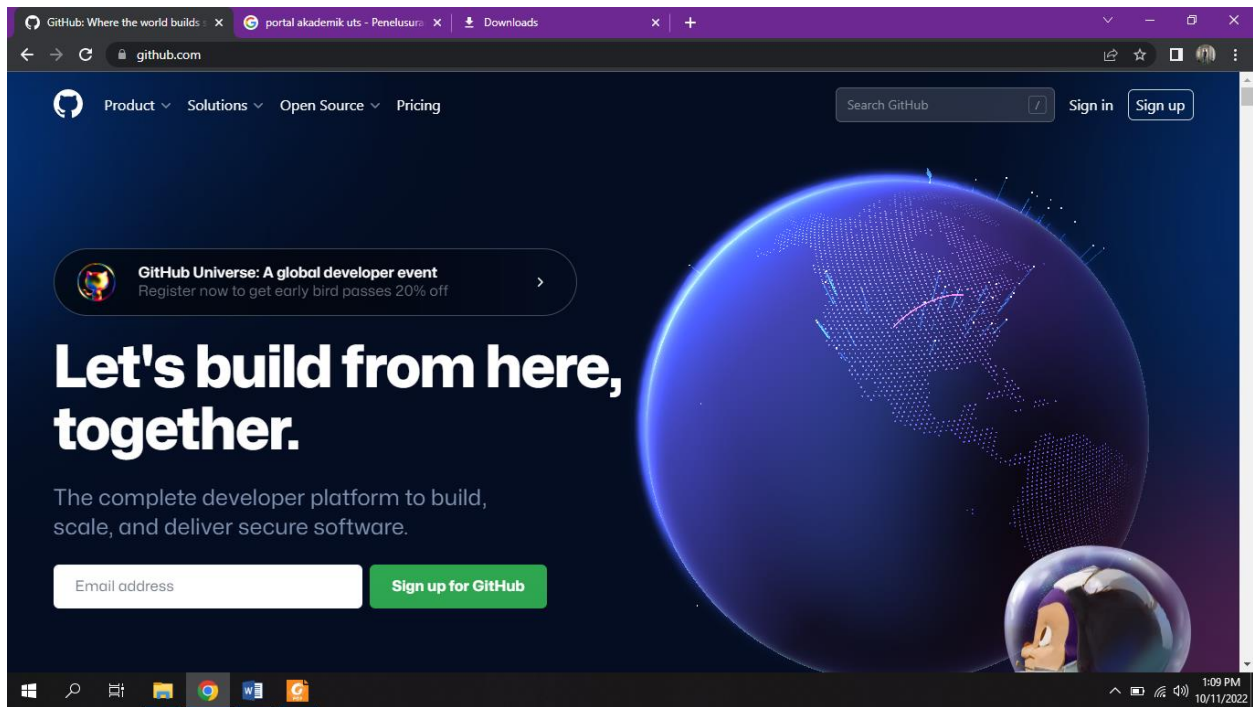 GitHub: Where the world builds s
portal akademik uts - Penelusura
Downloads
github.com
Product
Solutions
Open Source
Pricing
Search GitHub
/
Sign in
Sign up
GitHub Universe: A global developer event
Register now to get early bird passes 20% off
Let's build from here,
together.
The complete developer platform to build,
scale, and deliver secure software.
Email address
Sign up for GitHub
1:09 PM
10/11/2022